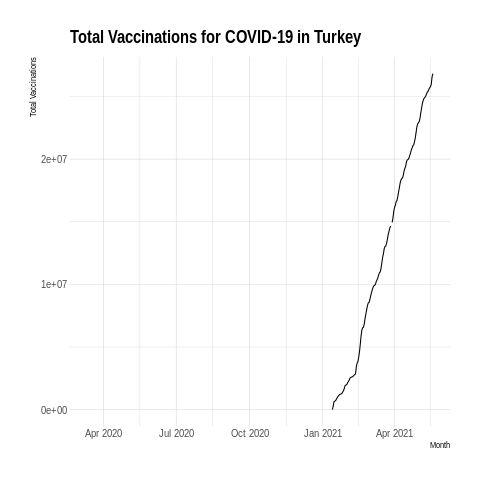 Total Vaccinations for COVID-19 in Turkey
Total Vaccinations
2e+07
1e+07
0e+00
Apr 2020 Jul 2020 Oct 2020 Jan 2021 Apr 2021
Month